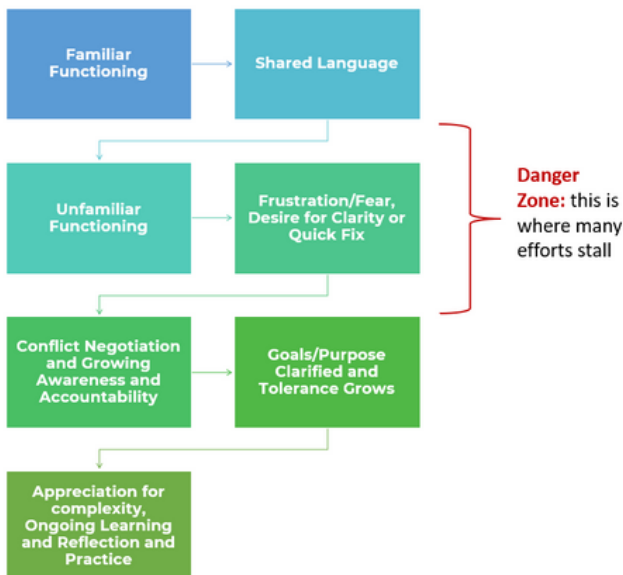 Familiar
Functioning
Shared Language
Unfamiliar
Functioning
Frustration/Fear,
Desire for Clarity or
Quick Fix
Danger
Zone: this is
where many
efforts stall
Conflict Negotiation
and Growing
Awareness and
Accountability
Goals/Purpose
Clarified and
Tolerance Grows
Appreciation for
complexity,
Ongoing Learning
and Reflection and
Practice